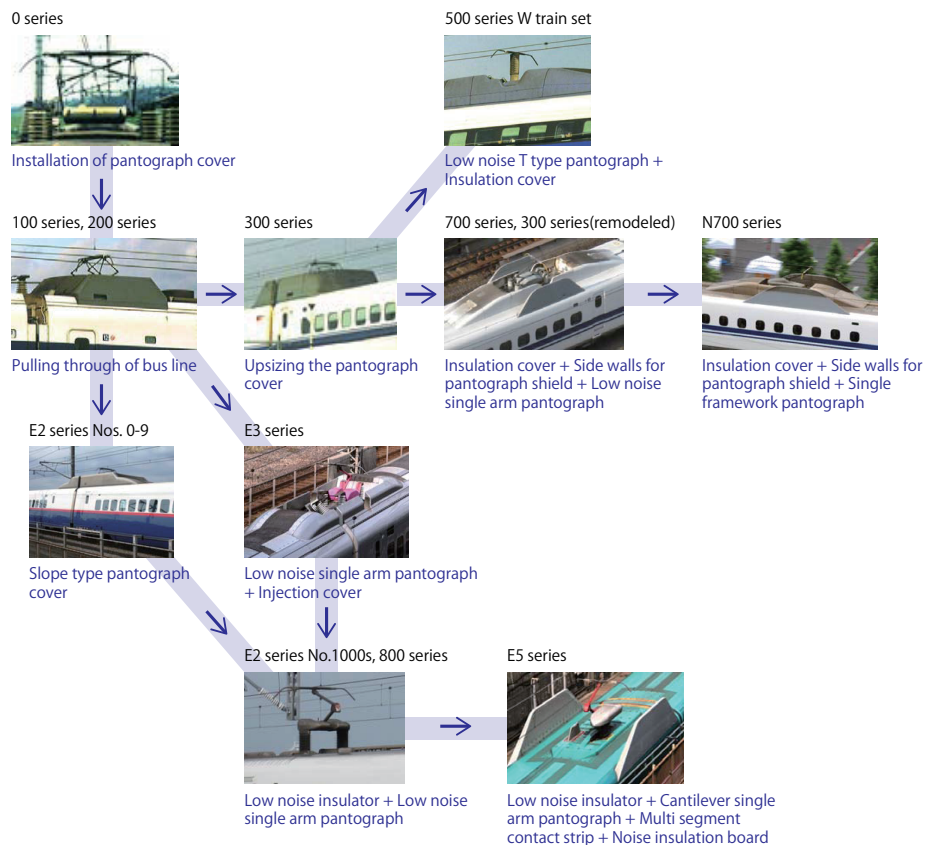 0 series
Installation of pantograph cover
500 series W train set
Low noise T type pantograph +
Insulation cover
100 series, 200 series
Pulling through of bus line
300 series
Upsizing the pantograph
cover
700 series, 300 series(remodeled)
Insulation cover + Side walls for
pantograph shield + Low noise
single arm pantograph
N700 series
Insulation cover + Side walls for
pantograph shield + Single
framework pantograph
E2 series Nos. 0-9
Slope type pantograph
cover
E3 series
Low noise single arm pantograph
+ Injection cover
E2 series No.1000s, 800 series
Low noise insulator + Low noise
single arm pantograph
E5 series
Low noise insulator + Cantilever single
arm pantograph + Multi segment
contact strip + Noise insulation board